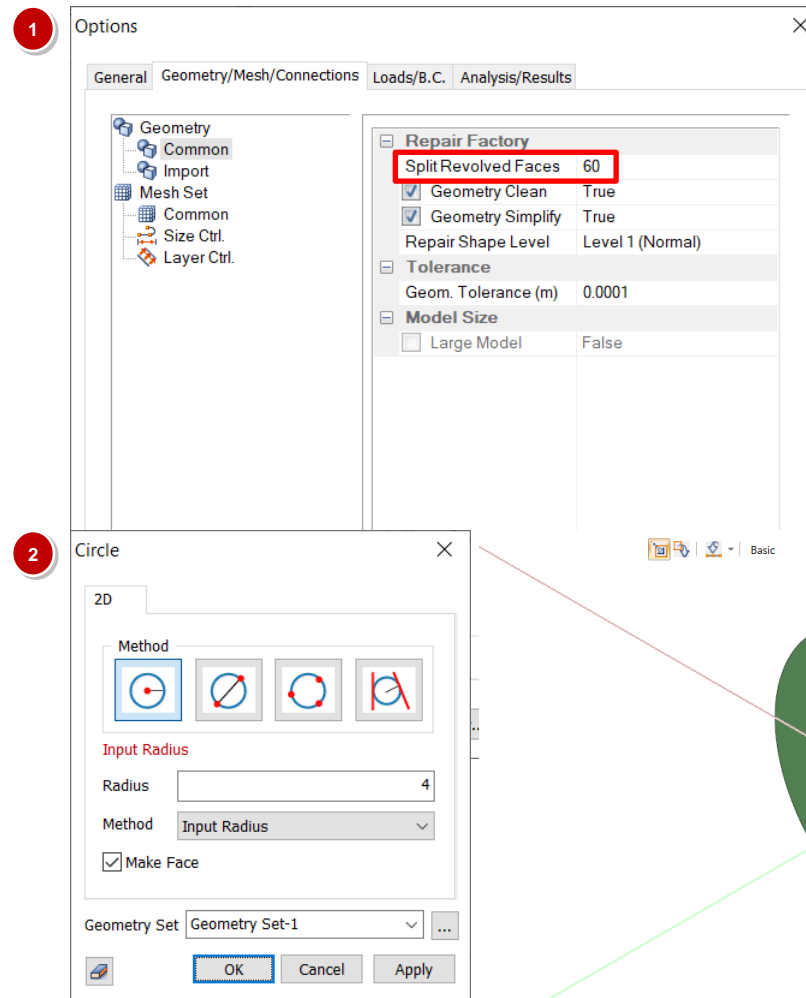 1
Options
General Geometry/Mesh/Connections Loads/B.C. Analysis/Results
Geometry
Common
Import
Mesh Set
Common
Size Ctrl.
Layer Ctrl.
Repair Factory
Split Revolved Faces 60
Geometry Clean True
Geometry Simplify True
Repair Shape Level Level 1 (Normal)
Tolerance
Geom. Tolerance (m) 0.0001
Model Size
Large Model False
2
Circle
Basic
2D
Method
Input Radius
Radius 4
Method Input Radius
Make Face
Geometry Set Geometry Set-1 ...
OK Cancel Apply